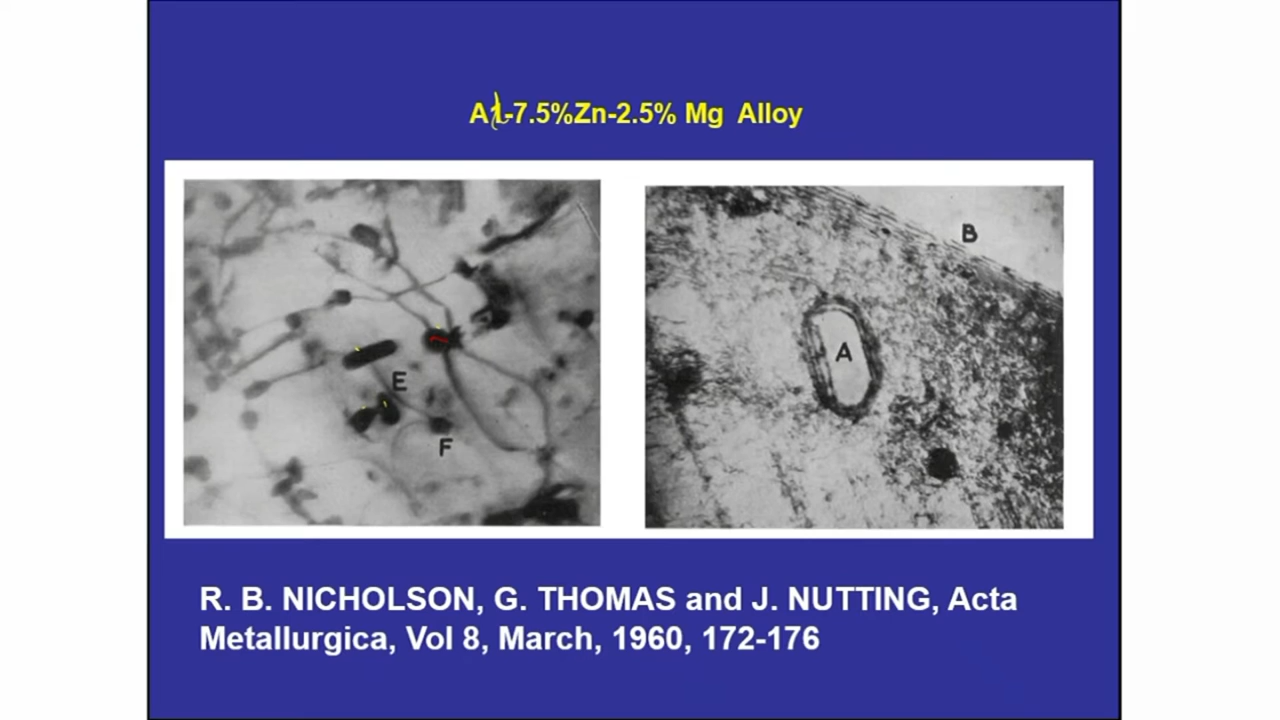 Al-7.5%Zn-2.5% Mg Alloy
B
A
E
F
R. B. NICHOLSON, G. THOMAS and J. NUTTING, Acta
Metallurgica, Vol 8, March, 1960, 172-176